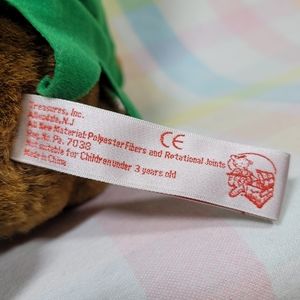 Treasures, Inc.
Allendale, N.J.
All New Material: Polyester Fibers and Rotational Joints
Reg. No. Pa. 7038
Not suitable for Children under 3 years old
Made in China
CE